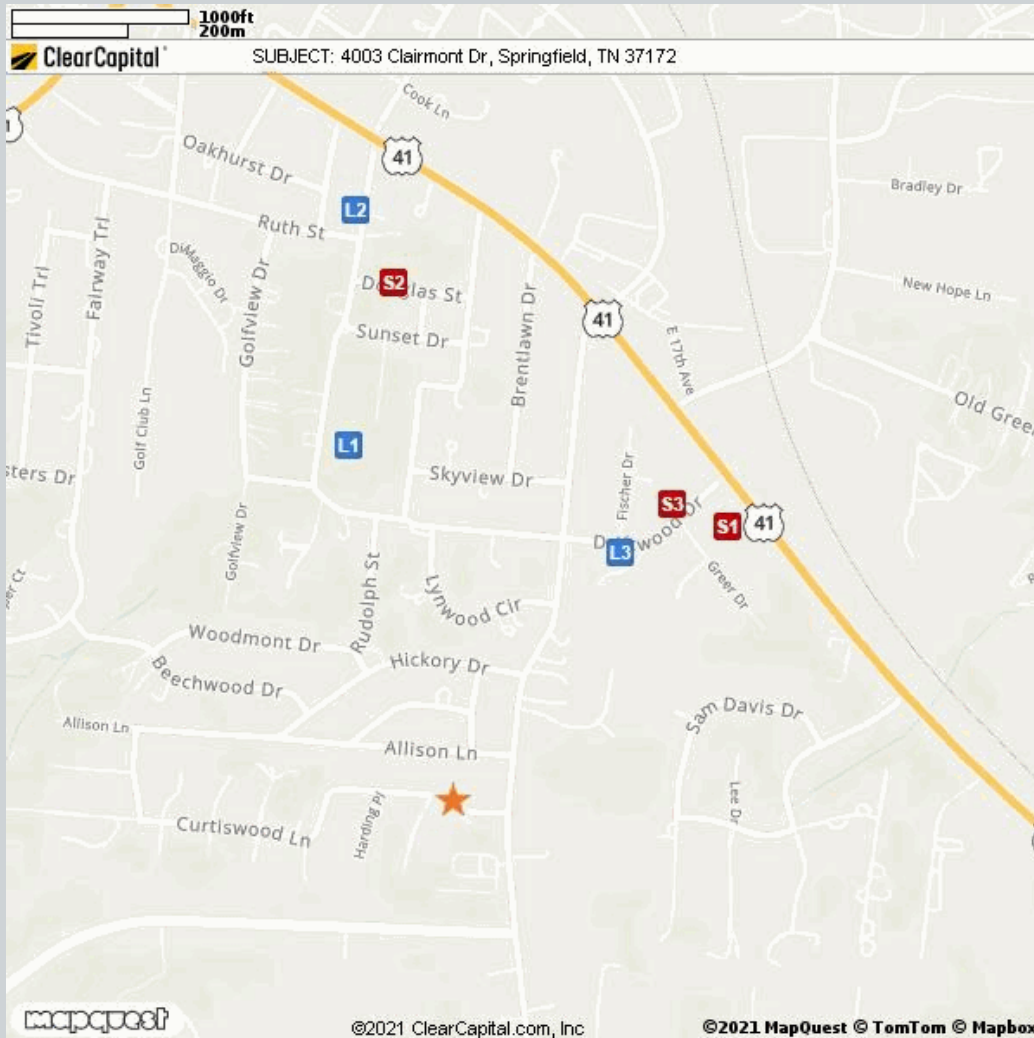 1000ft
200m
ClearCapital
SUBJECT: 4003 Clairmont Dr, Springfield, TN 37172
Cook Ln
41
Oakhurst Dr
Bradley Dr
L2
Ruth St
DiMaggio Dr
S2
Douglas St
New Hope Ln
Tivoli Trl
Fairway Trl
Golfview Dr
Sunset Dr
Brentlawn Dr
41
E 17th Ave
Golf Club Ln
Old Gree
L1
sters Dr
Skyview Dr
Fischer Dr
S3
S1
41
Golfview Dr
L3
Greer Dr
Rudolph St
Lynwood Cir
Woodmont Dr
Hickory Dr
Beechwood Dr
Sam Davis Dr
Allison Ln
Allison Ln
Lee Dr
Curtiswood Ln
Harding Py
mapquest
©2021 ClearCapital.com, Inc
©2021 MapQuest © TomTom © Mapbox